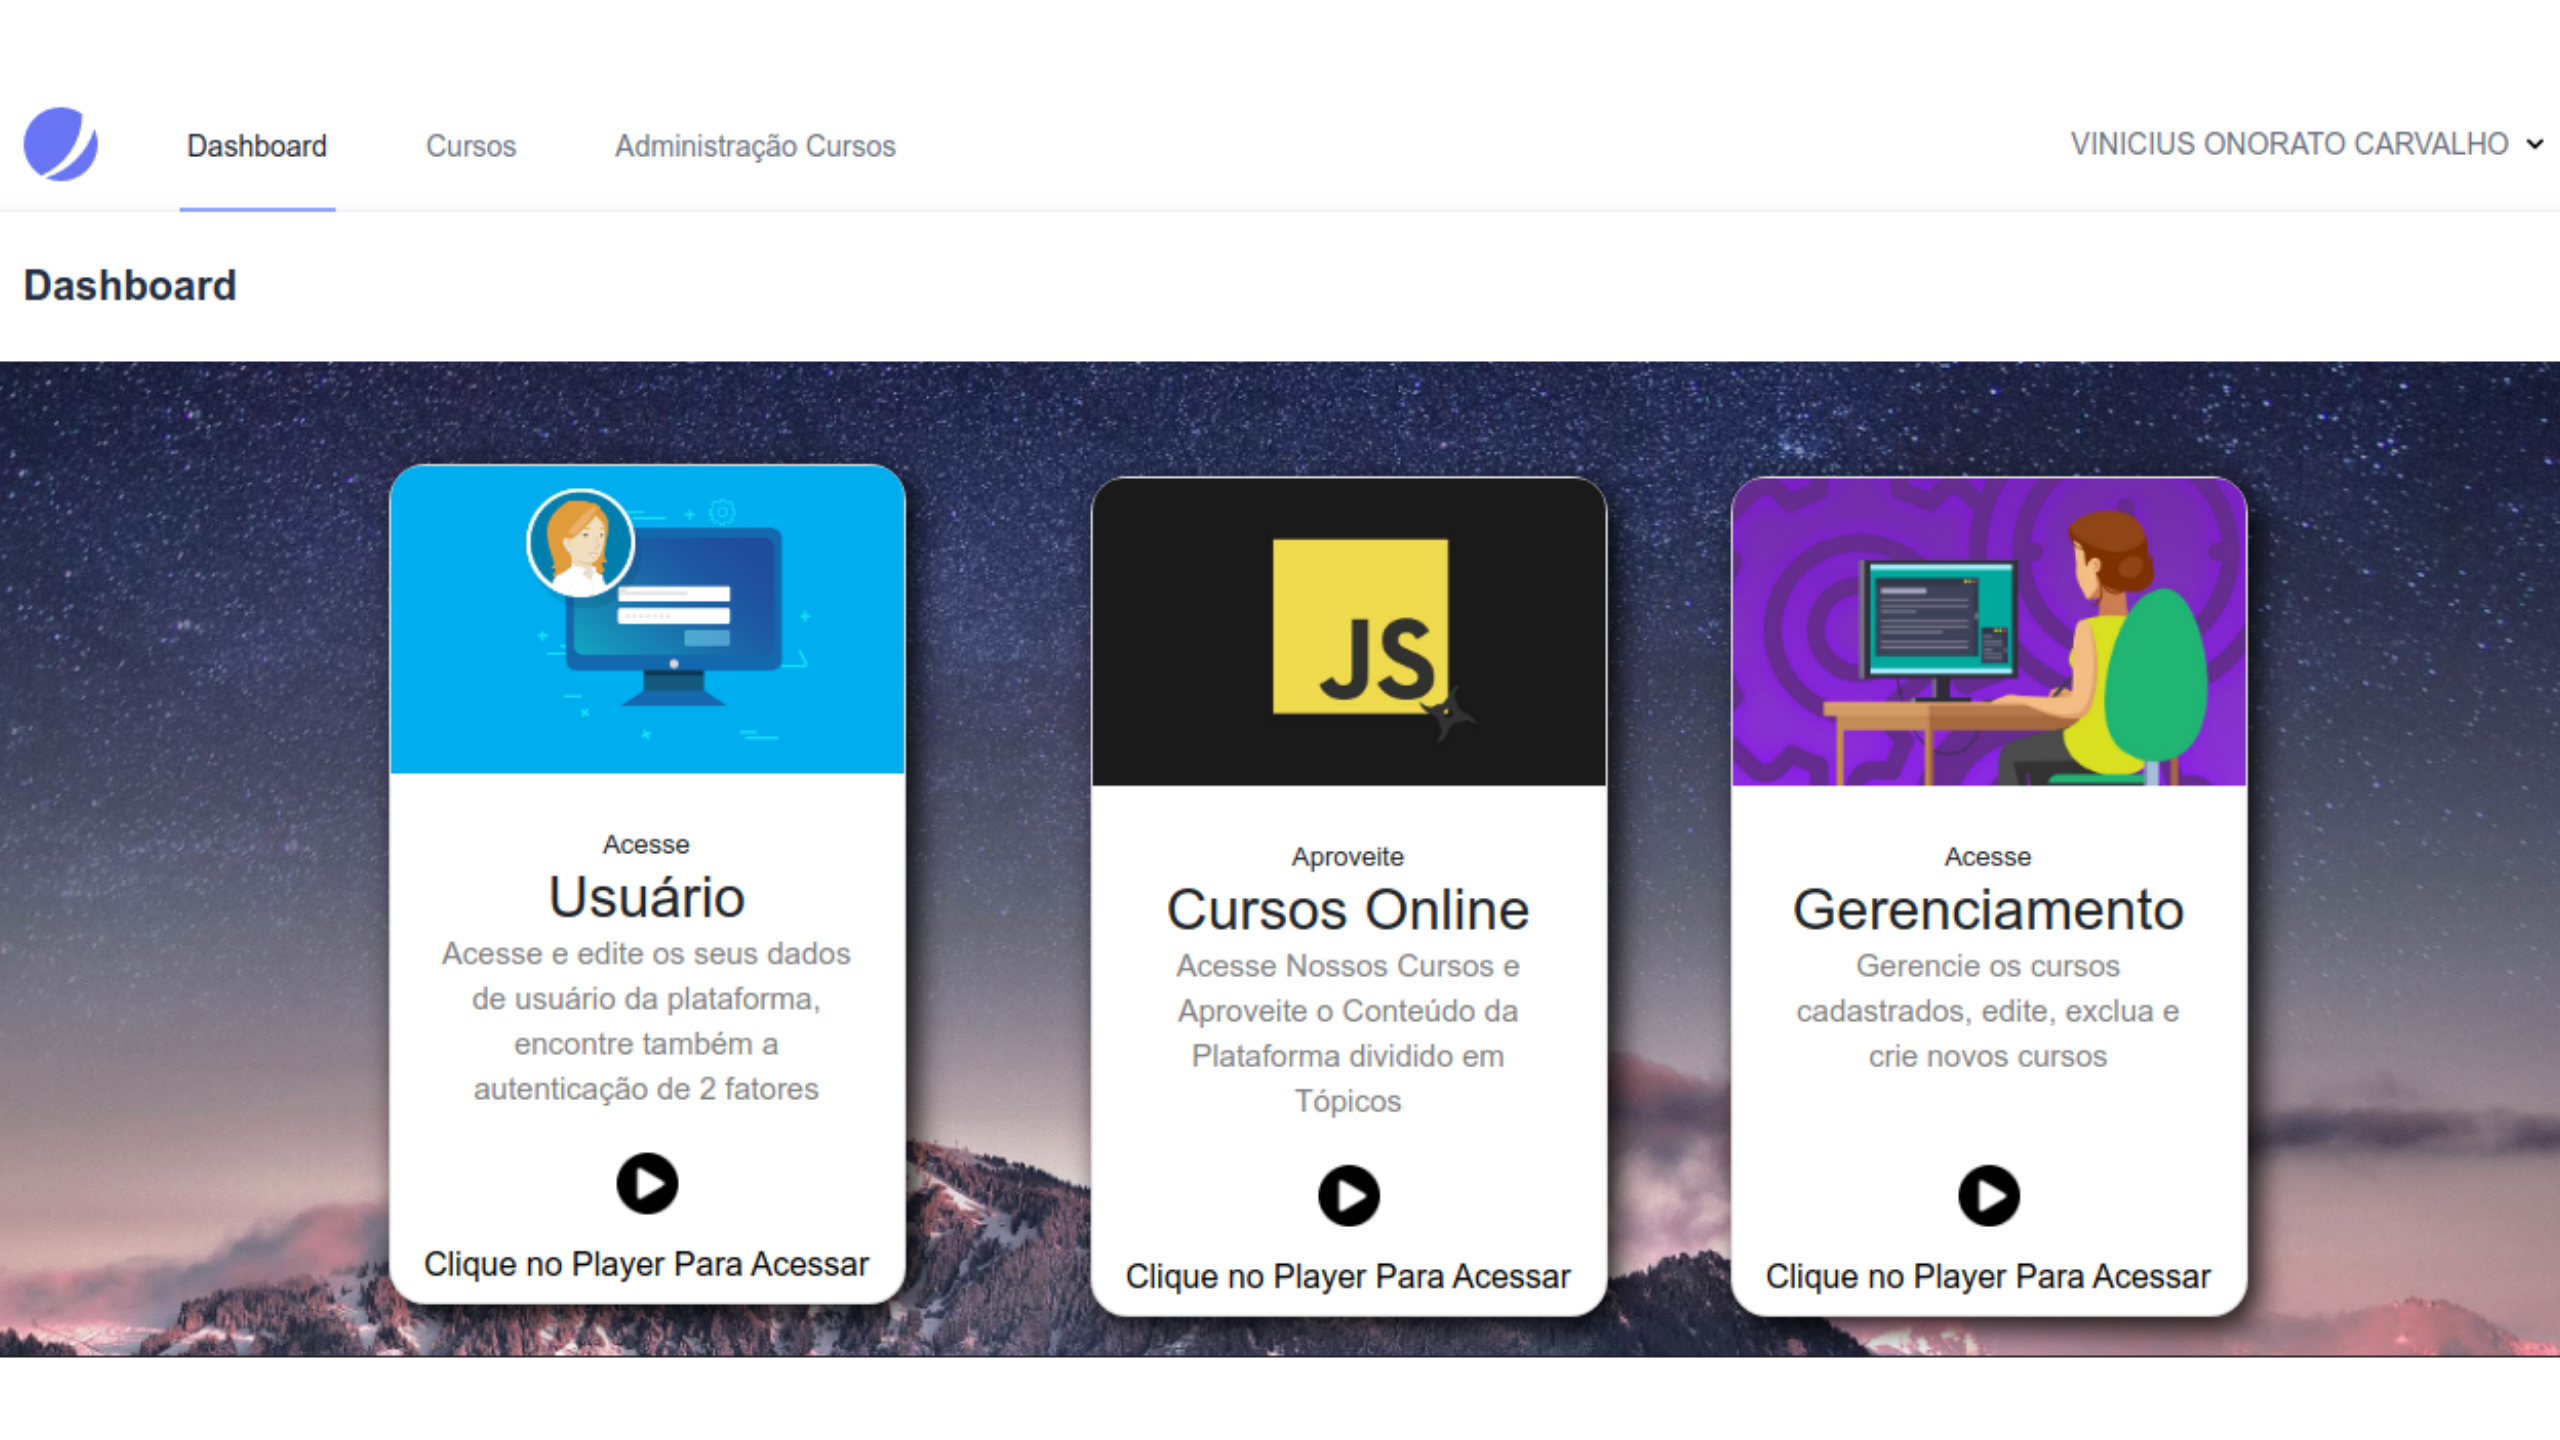 Dashboard
Cursos
Administração Cursos
VINICIUS ONORATO CARVALHO
Dashboard
Acesse
Usuário
Acesse e edite os seus dados
de usuário da plataforma,
encontre também a
autenticação de 2 fatores
Clique no Player Para Acessar
JS
Aproveite
Cursos Online
Acesse Nossos Cursos e
Aproveite o Conteúdo da
Plataforma dividido em
Tópicos
Clique no Player Para Acessar
Acesse
Gerenciamento
Gerencie os cursos
cadastrados, edite, exclua e
crie novos cursos
Clique no Player Para Acessar